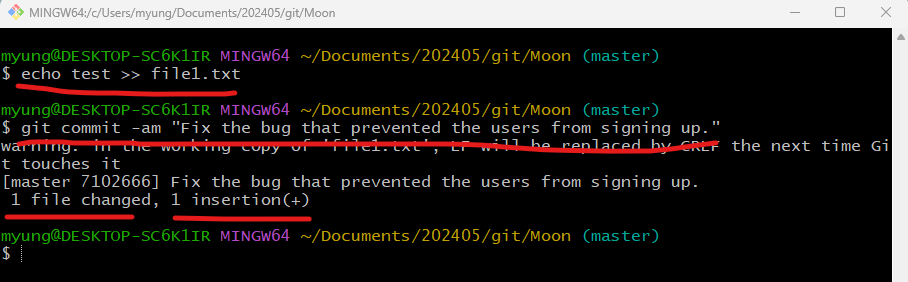 MINGW64:/c/Users/myung/Documents/202405/git/Moon
myung@DESKTOP-SC6K1IR MINGW64 ~/Documents/202405/git/Moon (master)
$ echo test >> file1.txt
myung@DESKTOP-SC6K1IR MINGW64 ~/Documents/202405/git/Moon (master)
$ git commit -am "Fix the bug that prevented the users from signing up."
warning: in the working copy of 'file1.txt', LF will be replaced by CRLF the next time Gi
t touches it
[master 7102666] Fix the bug that prevented the users from signing up.
 1 file changed, 1 insertion(+)
myung@DESKTOP-SC6K1IR MINGW64 ~/Documents/202405/git/Moon (master)
$